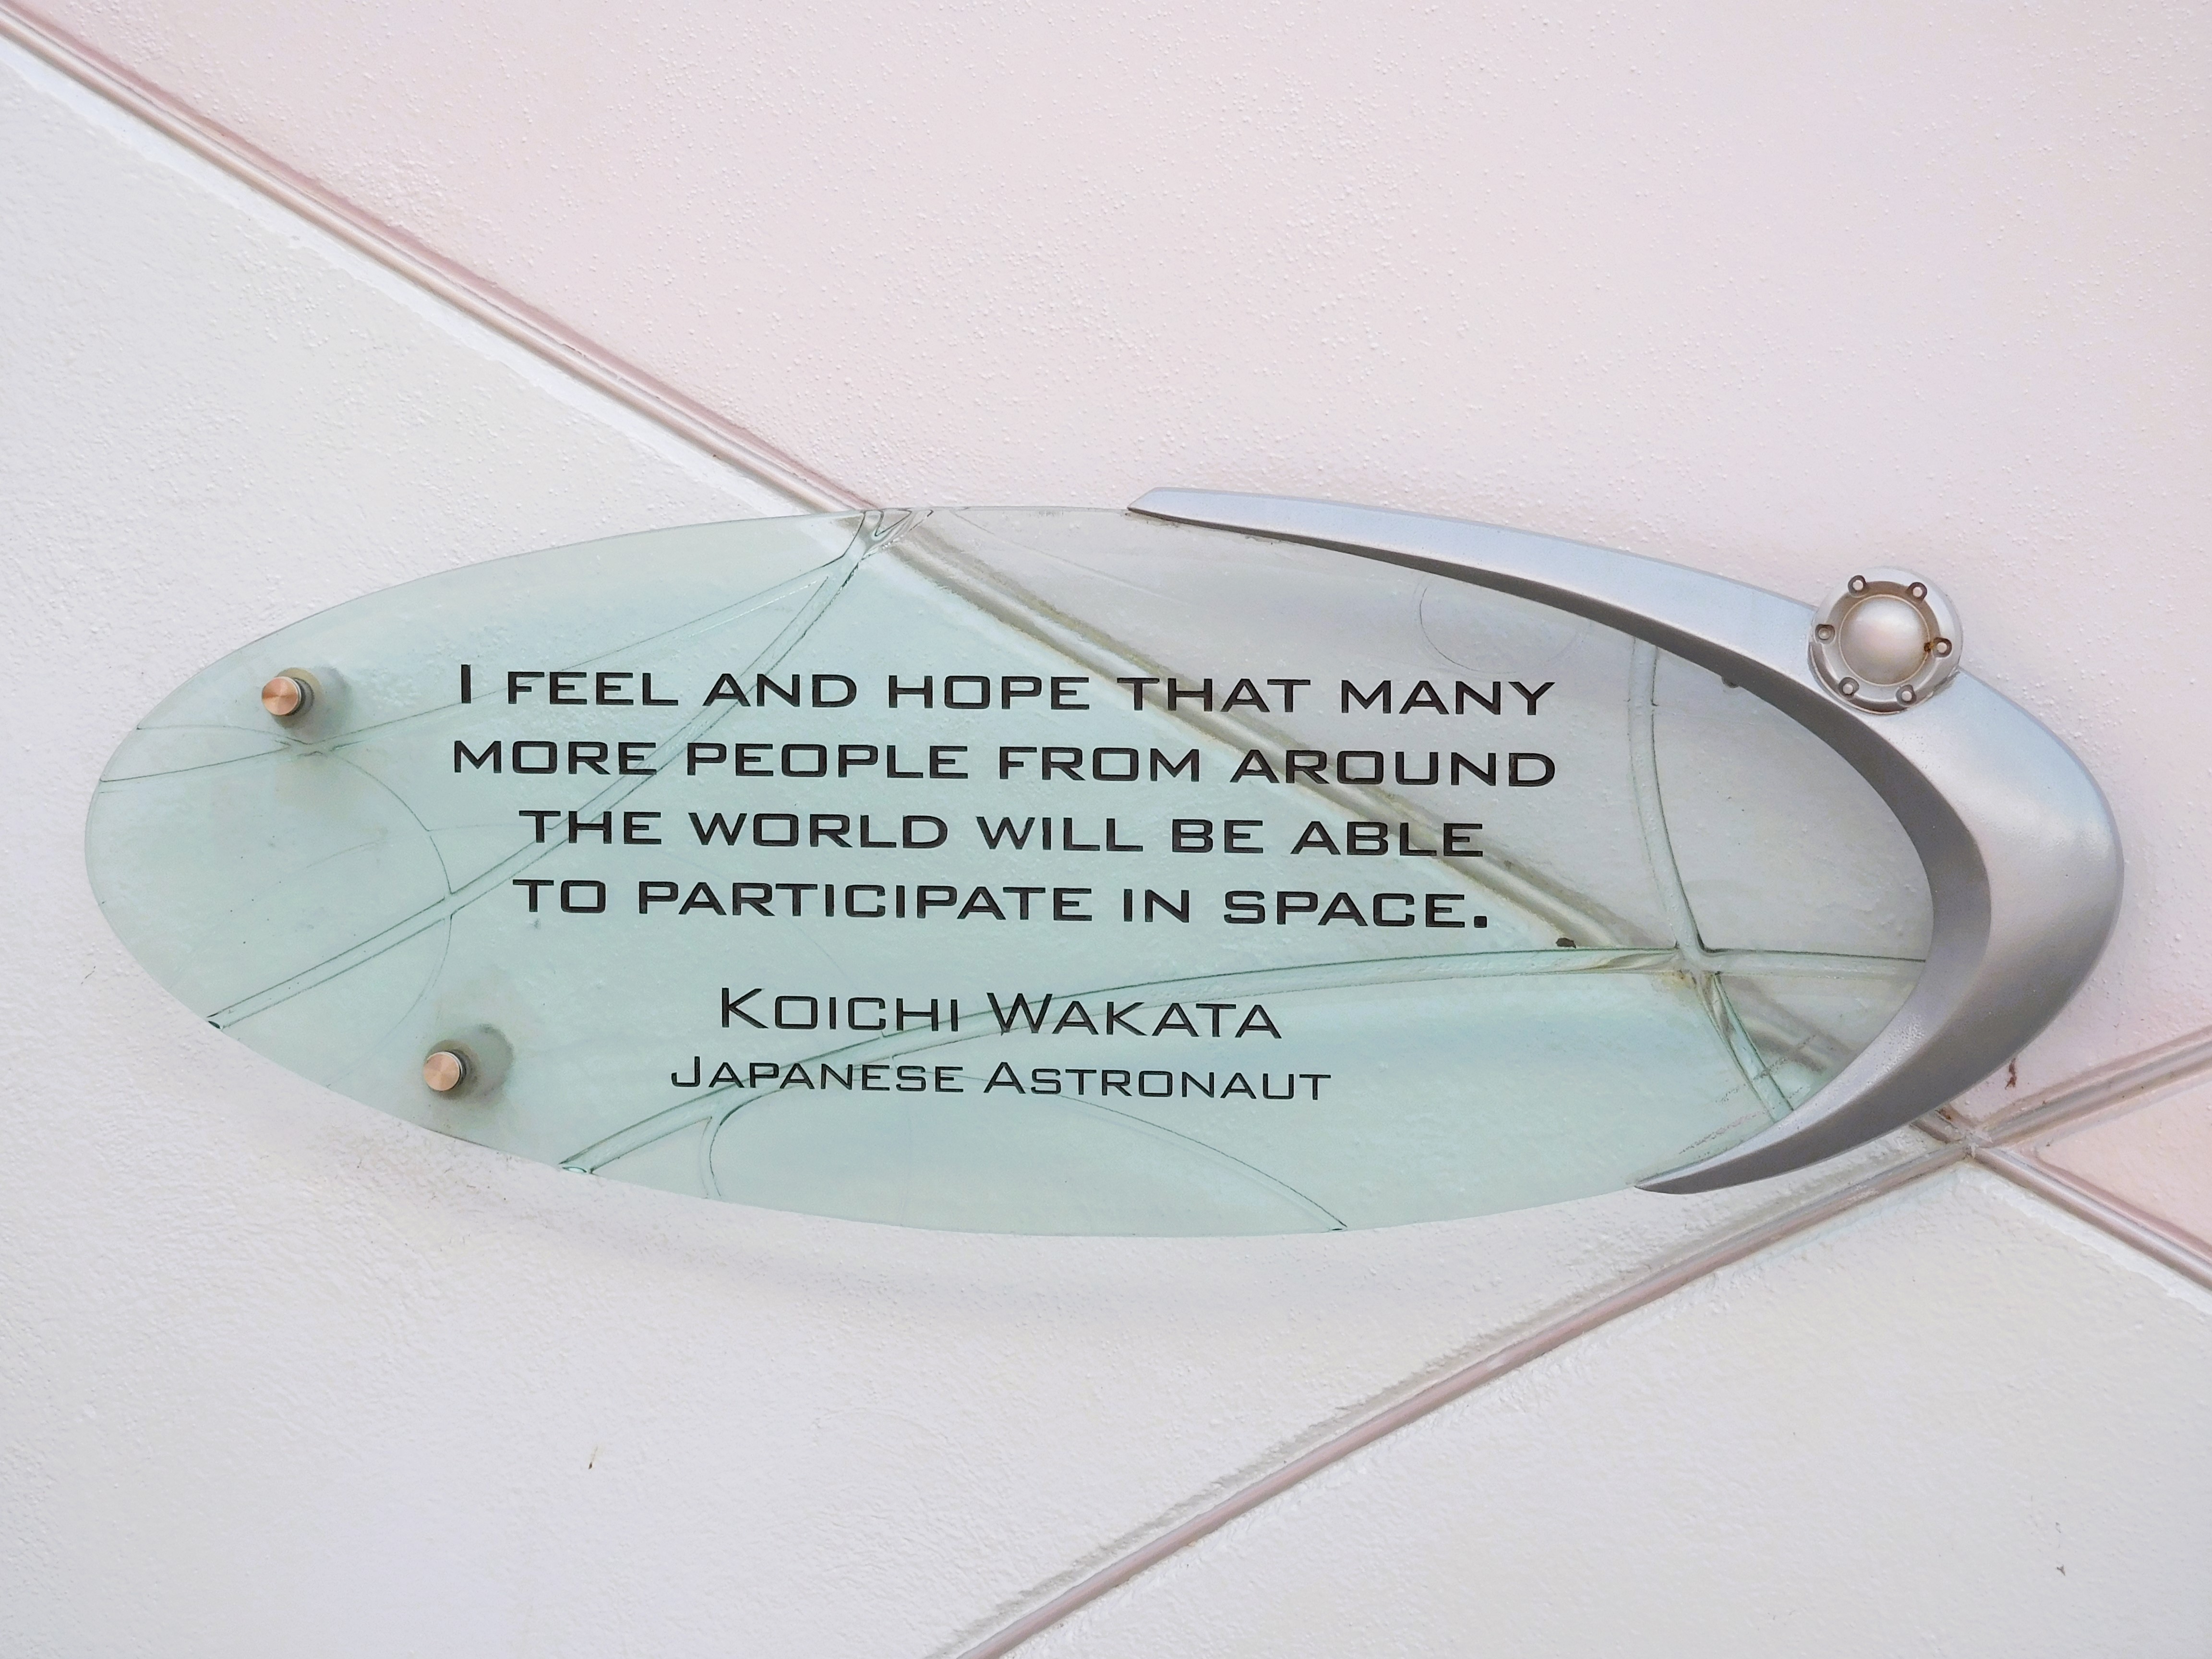 I FEEL AND HOPE THAT MANY
MORE PEOPLE FROM AROUND
THE WORLD WILL BE ABLE
TO PARTICIPATE IN SPACE.
KOICHI WAKATA
JAPANESE ASTRONAUT